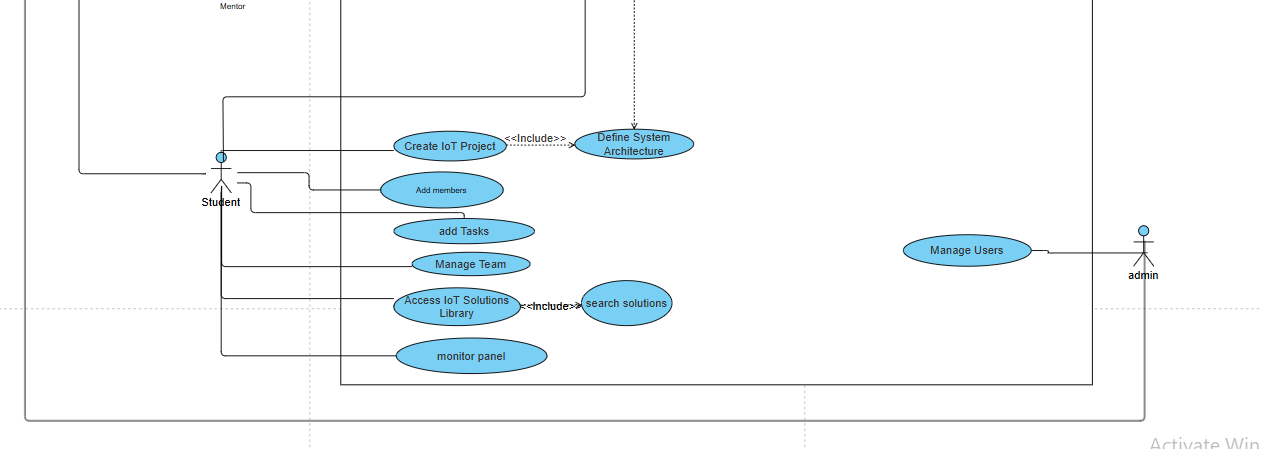 Mentor
<<Include>>
Create IoT Project
Define System
Architecture
Add members
Student
add Tasks
Manage Users
Manage Team
admin
Access IoT Solutions
Library
<<Include>>
search solutions
monitor panel
Activate Win